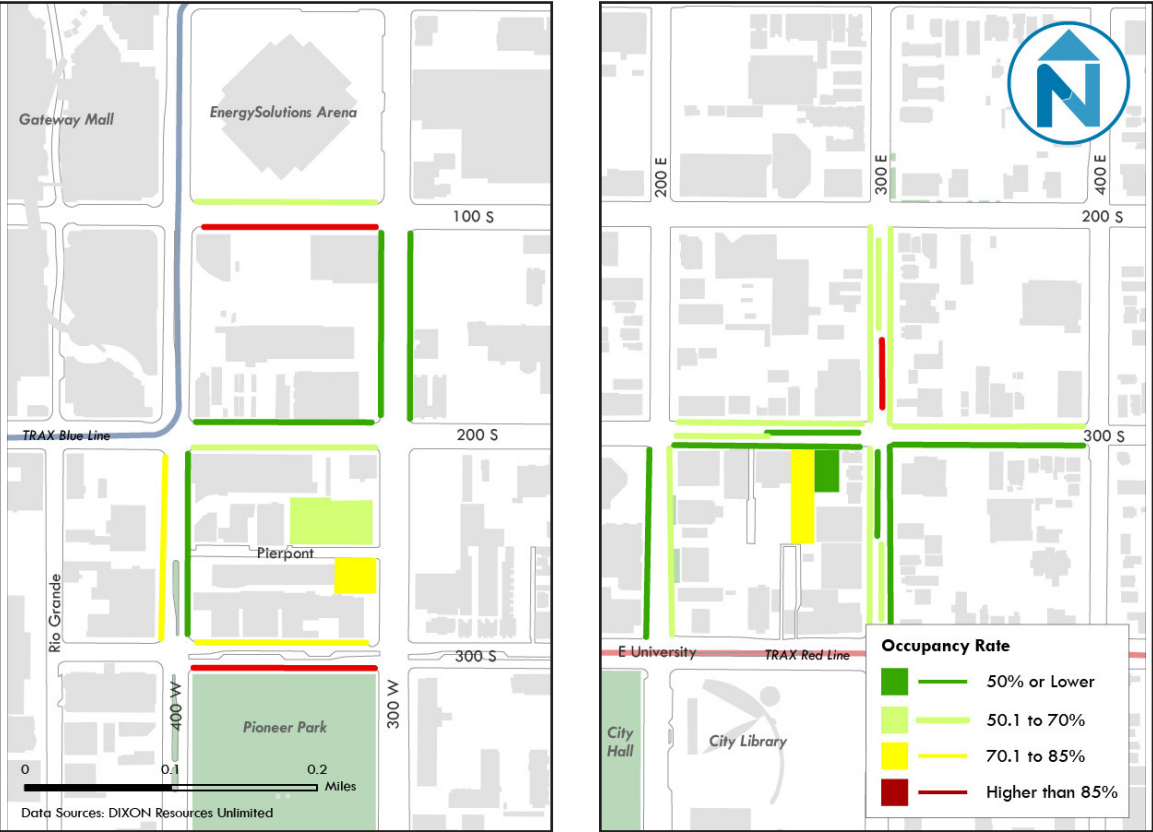 Gateway Mall
EnergySolutions Arena
100 S
TRAX Blue Line
200 S
Pierpont
Rio Grande
300 S
400 W
300 W
Pioneer Park
0 0.1 0.2
Miles
Data Sources: DIXON Resources Unlimited
N
200 E
300 E
400 E
200 S
300 S
E University
TRAX Red Line
City
Hall
City Library
Occupancy Rate
50% or Lower
50.1 to 70%
70.1 to 85%
Higher than 85%